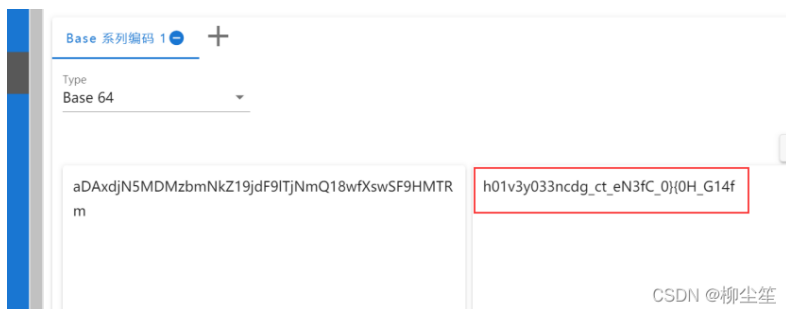 Base 系列编码 1
Type
Base 64
aDAxdjN5MDMzbmNkZ19jdF9lTjNmQ18wfXswSF9HMTR
m
h01v3y033ncdg_ct_eN3fC_0}{0H_G14f
CSDN @柳尘笙